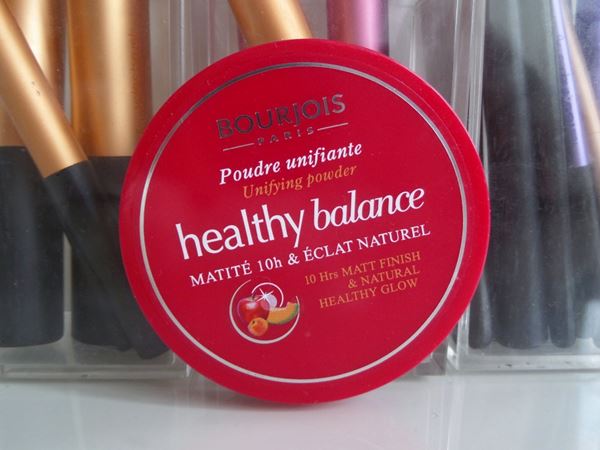 BOURJOIS
PARIS
Poudre unifiante
Unifying powder
healthy balance
MATITÉ 10h & ÉCLAT NATUREL
10 Hrs MATT FINISH
& NATURAL
HEALTHY GLOW